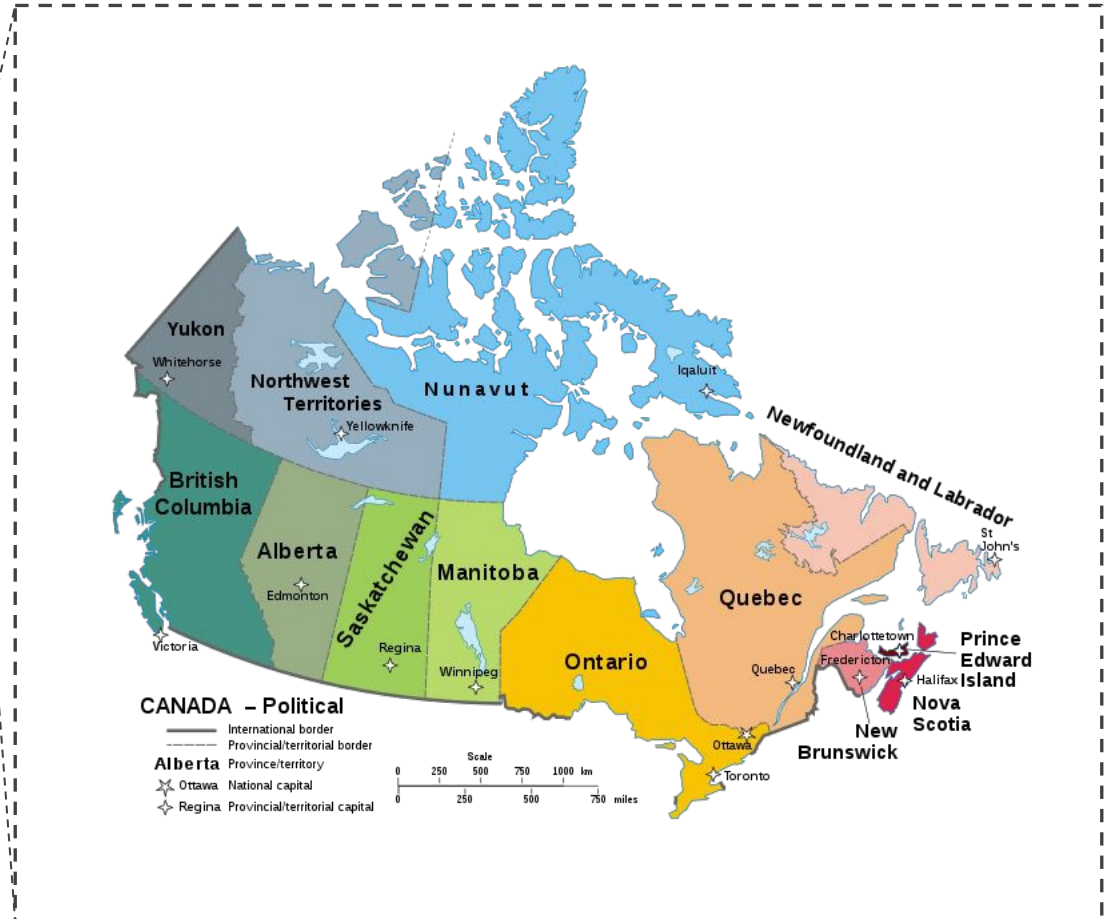 Yukon
Whitehorse
Northwest
Territories
Yellowknife
Nunavut
Iqaluit
Newfoundland and Labrador
St
John's
British
Columbia
Victoria
Alberta
Edmonton
Saskatchewan
Regina
Manitoba
Winnipeg
Ontario
Ottawa
Toronto
Quebec
Quebec
Charlottetown
Prince
Edward
Island
Fredericton
Halifax
Nova
Scotia
New
Brunswick
CANADA – Political
International border
Provincial/territorial border
Alberta Province/territory
Ottawa National capital
Regina Provincial/territorial capital
Scale
0 250 500 750 1000 km
0 250 500 750 miles